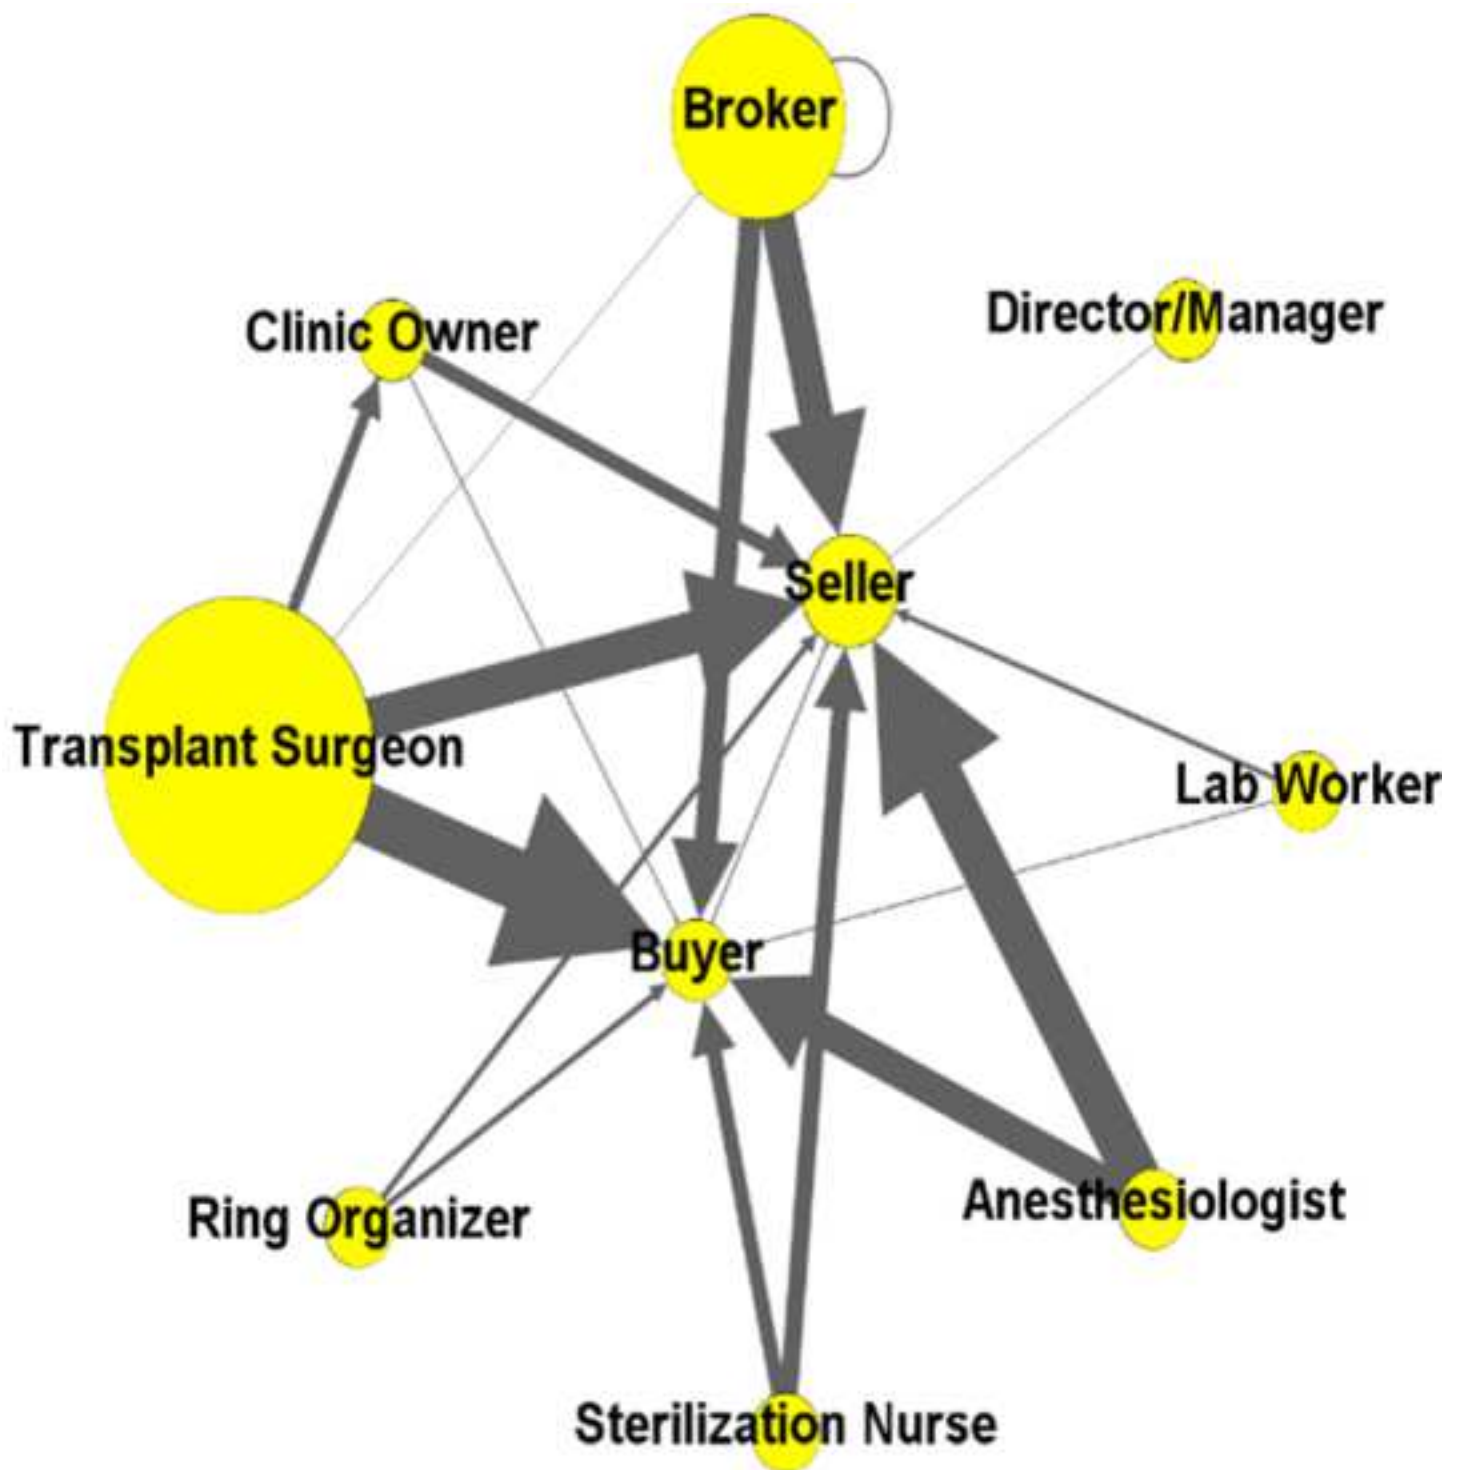 Broker
Director/Manager
Clinic Owner
Seller
Transplant Surgeon
Lab Worker
Buyer
Anesthesiologist
Ring Organizer
Sterilization Nurse